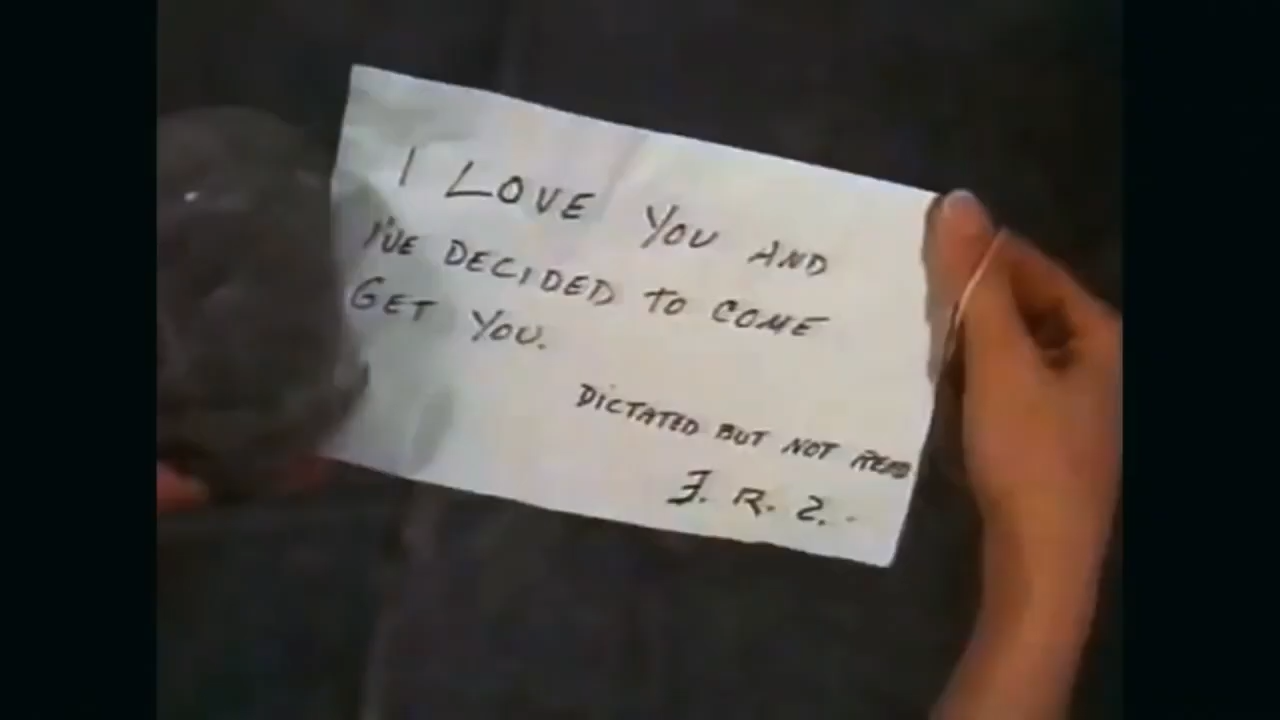 I LOVE YOU AND
I'VE DECIDED TO COME
GET YOU.
DICTATED BUT NOT READ
J. R. Z.